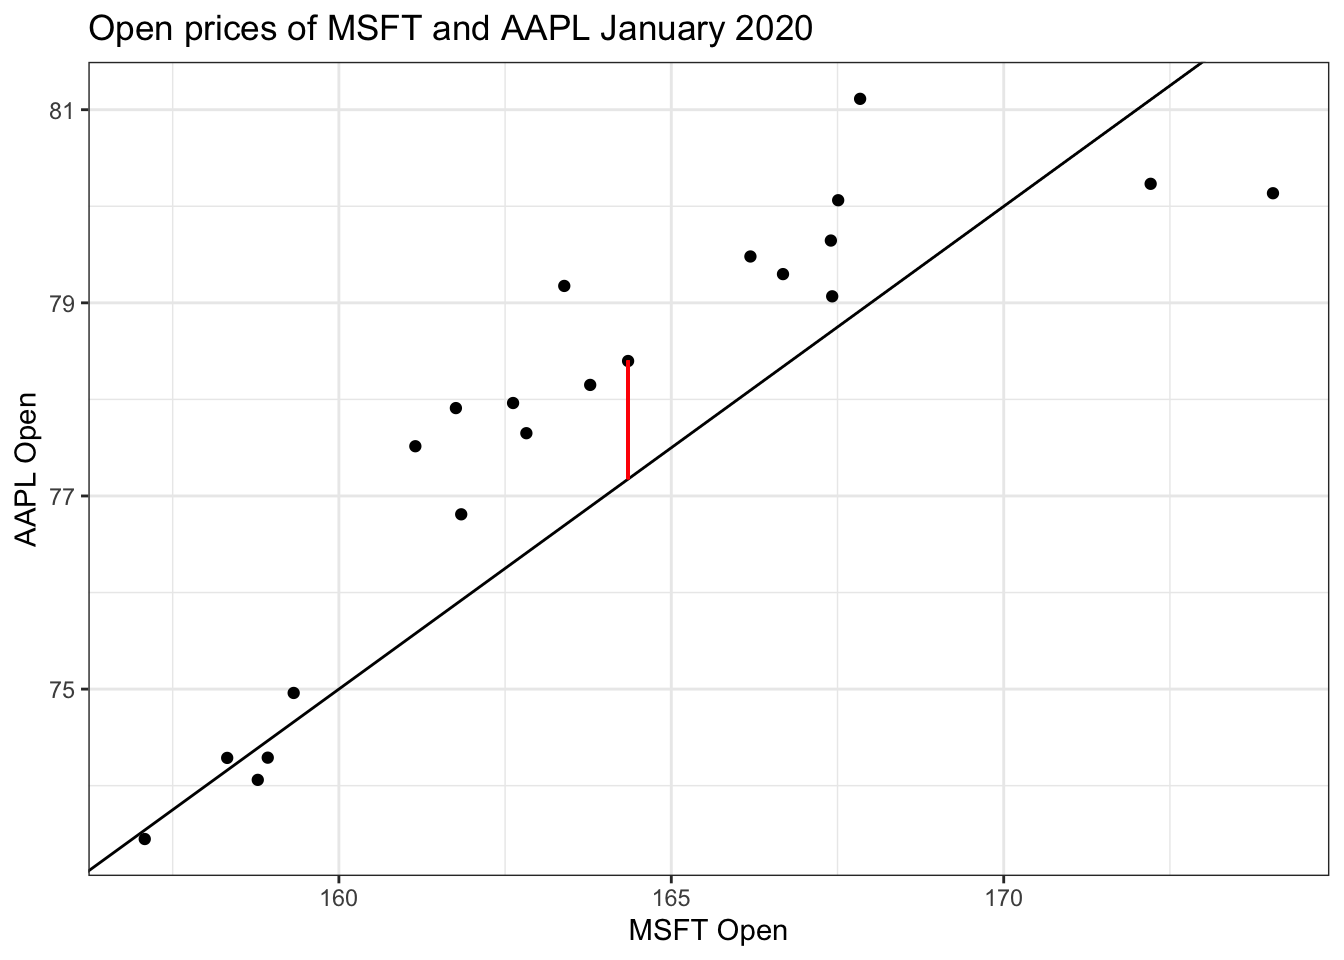 Open prices of MSFT and AAPL January 2020
81
79
77
75
AAPL Open
160 165 170
MSFT Open